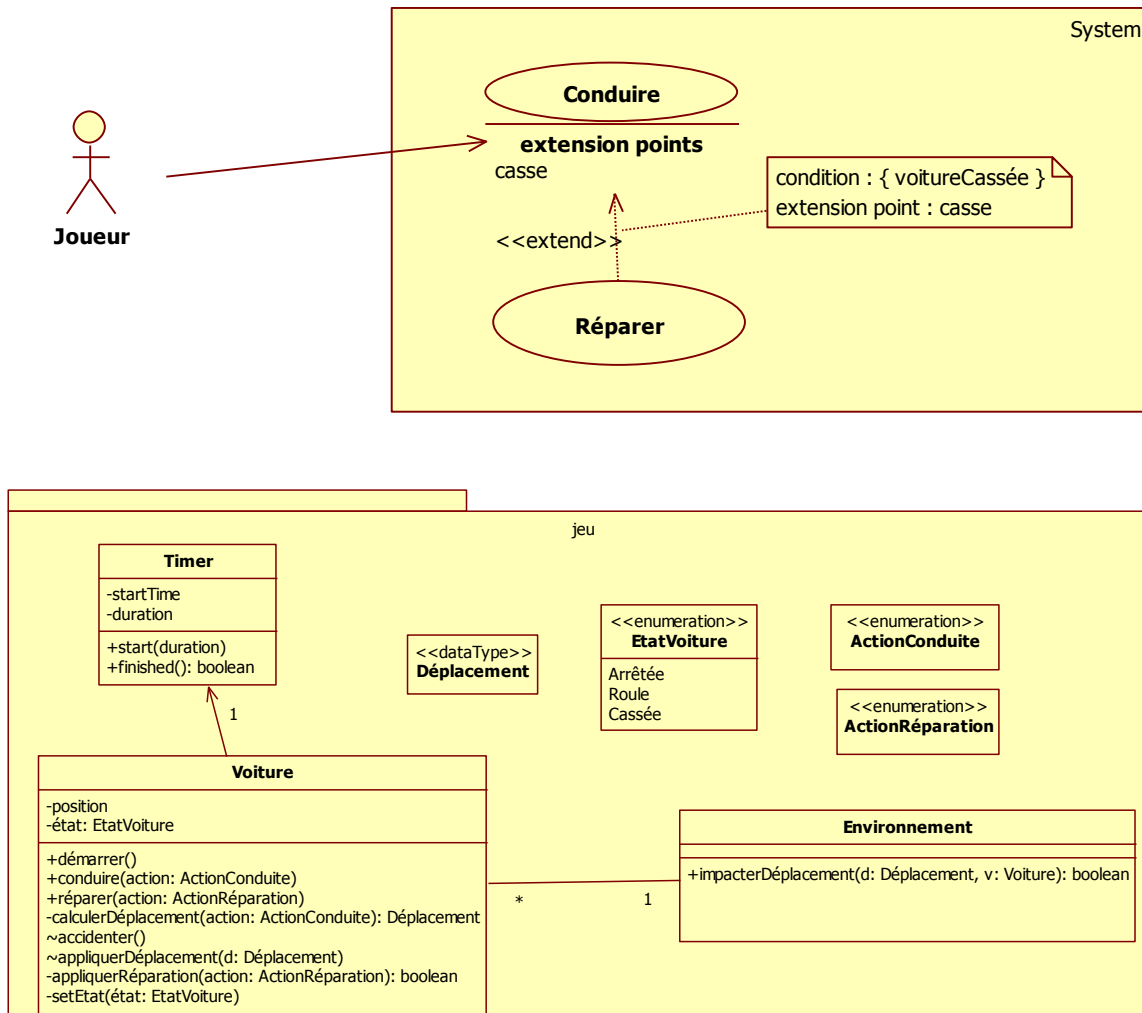 System
Conduire
extension points
casse
condition : { voitureCassée }
extension point : casse
<<extend>>
Joueur
Réparer
jeu
Timer
-startTime
-duration
+start(duration)
+finished(): boolean
<<dataType>>
Déplacement
<<enumeration>>
EtatVoiture
Arrêtée
Roule
Cassée
<<enumeration>>
ActionConduite
<<enumeration>>
ActionRéparation
1
Voiture
-position
-état: EtatVoiture
+démarrer()
+conduire(action: ActionConduite)
+réparer(action: ActionRéparation)
-calculerDéplacement(action: ActionConduite): Déplacement
~accidenter()
~appliquerDéplacement(d: Déplacement)
-appliquerRéparation(action: ActionRéparation): boolean
-setEtat(état: EtatVoiture)
*
1
Environnement
+impacterDéplacement(d: Déplacement, v: Voiture): boolean